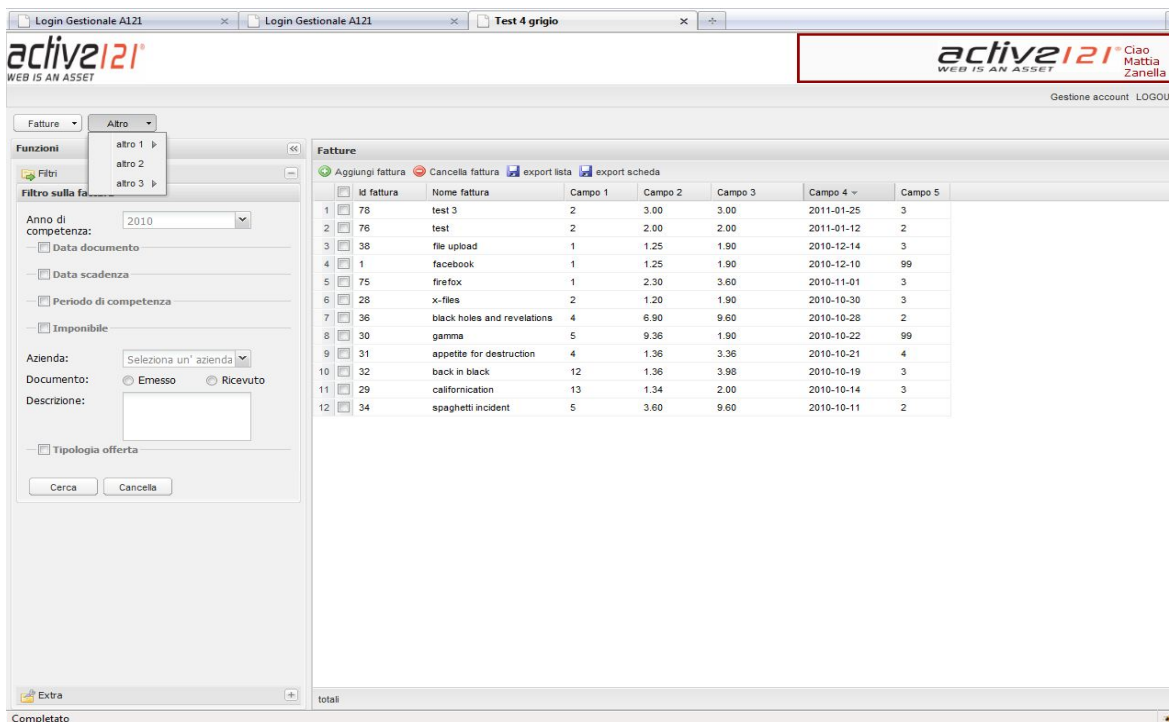 Login Gestionale A121 Login Gestionale A121 Test 4 grigio
active121®
WEB IS AN ASSET
active121® Ciao
WEB IS AN ASSET Mattia
Zanella
Gestione account LOGOU
Fatture Altro
altro 1
altro 2
altro 3
Funzioni
Filtri
Filtro sulla fa
Anno di
competenza: 2010
Data documento
Data scadenza
Periodo di competenza
Imponibile
Azienda: Seleziona un' azienda
Documento: Emesso Ricevuto
Descrizione:
Tipologia offerta
Cerca Cancella
Extra
Fatture
Aggiungi fattura Cancella fattura export lista export scheda
Id fattura Nome fattura Campo 1 Campo 2 Campo 3 Campo 4 Campo 5
1 78 test 3 2 3.00 3.00 2011-01-25 3
2 76 test 2 2.00 2.00 2011-01-12 2
3 38 file upload 1 1.25 1.90 2010-12-14 3
4 1 facebook 1 1.25 1.90 2010-12-10 99
5 75 firefox 1 2.30 3.60 2010-11-01 3
6 28 x-files 2 1.20 1.90 2010-10-30 3
7 36 black holes and revelations 4 6.90 9.60 2010-10-28 2
8 30 gamma 5 9.36 1.90 2010-10-22 99
9 31 appetite for destruction 4 1.36 3.36 2010-10-21 4
10 32 back in black 12 1.36 3.98 2010-10-19 3
11 29 californication 13 1.34 2.00 2010-10-14 3
12 34 spaghetti incident 5 3.60 9.60 2010-10-11 2
totali
Completato